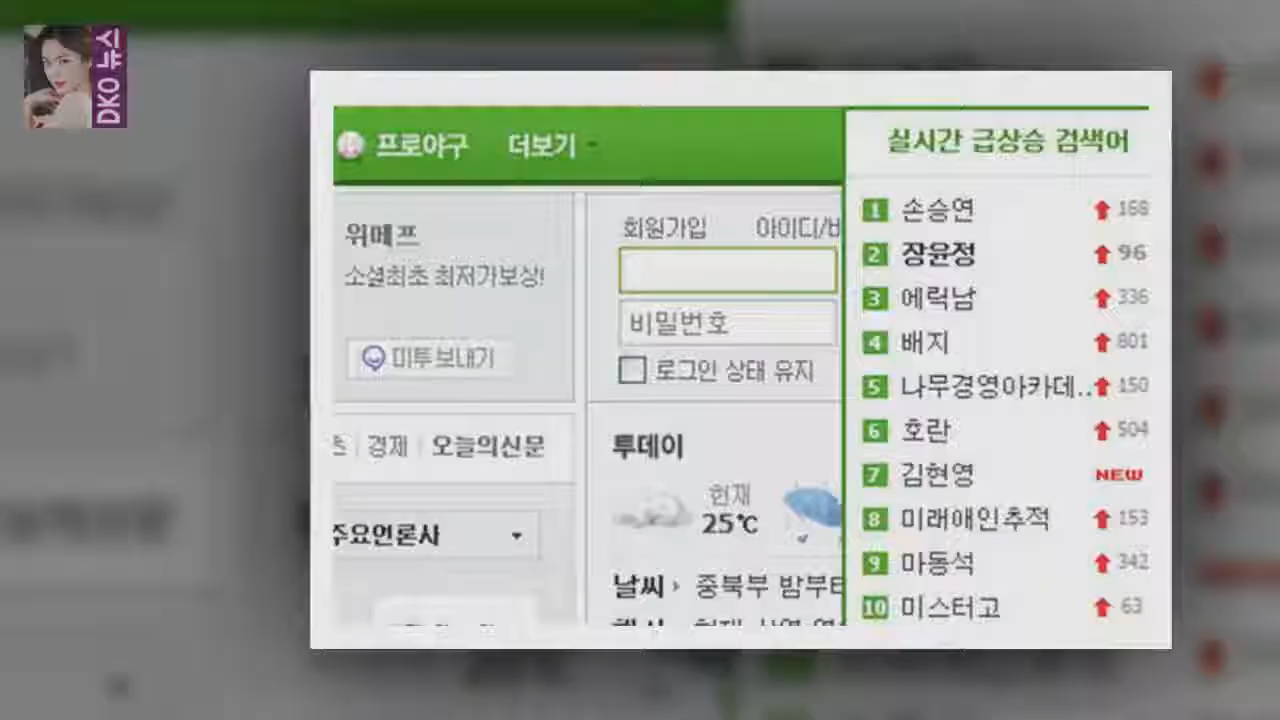 DKO 뉴스
프로야구 더보기
실시간 급상승 검색어
위메프
소셜최초 최저가보상!
미투보내기
경제 오늘의신문
주요언론사
회원가입 아이디/비
비밀번호
로그인 상태 유지
투데이
현재
25℃
날씨 › 중북부 밤부터
1 손승연 168
2 장윤정 96
3 에릭남 336
4 배지 801
5 나무경영아카데.. 150
6 호란 504
7 김현영 NEW
8 미래애인추적 153
9 마동석 342
10 미스터고 63